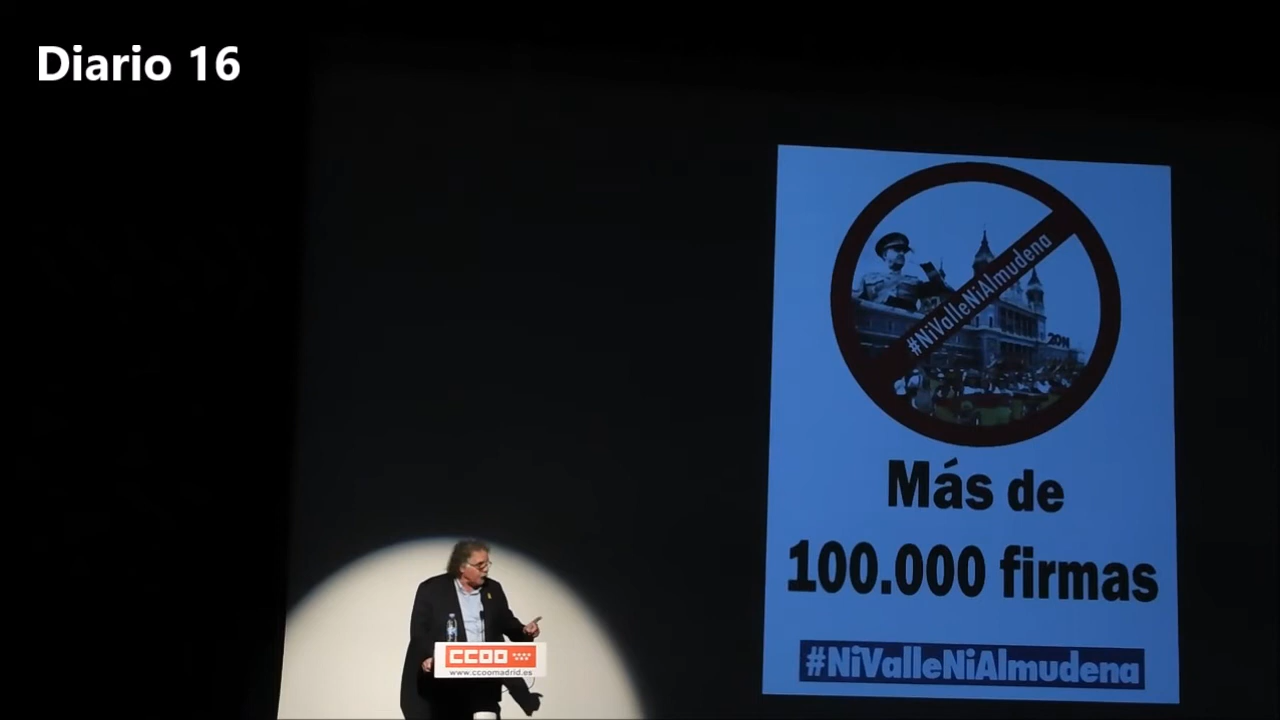 Diario 16
#NiValleNiAlmudena
20N
Más de
100.000 firmas
#NiValleNiAlmudena
CCOO
www.ccoomadrid.es